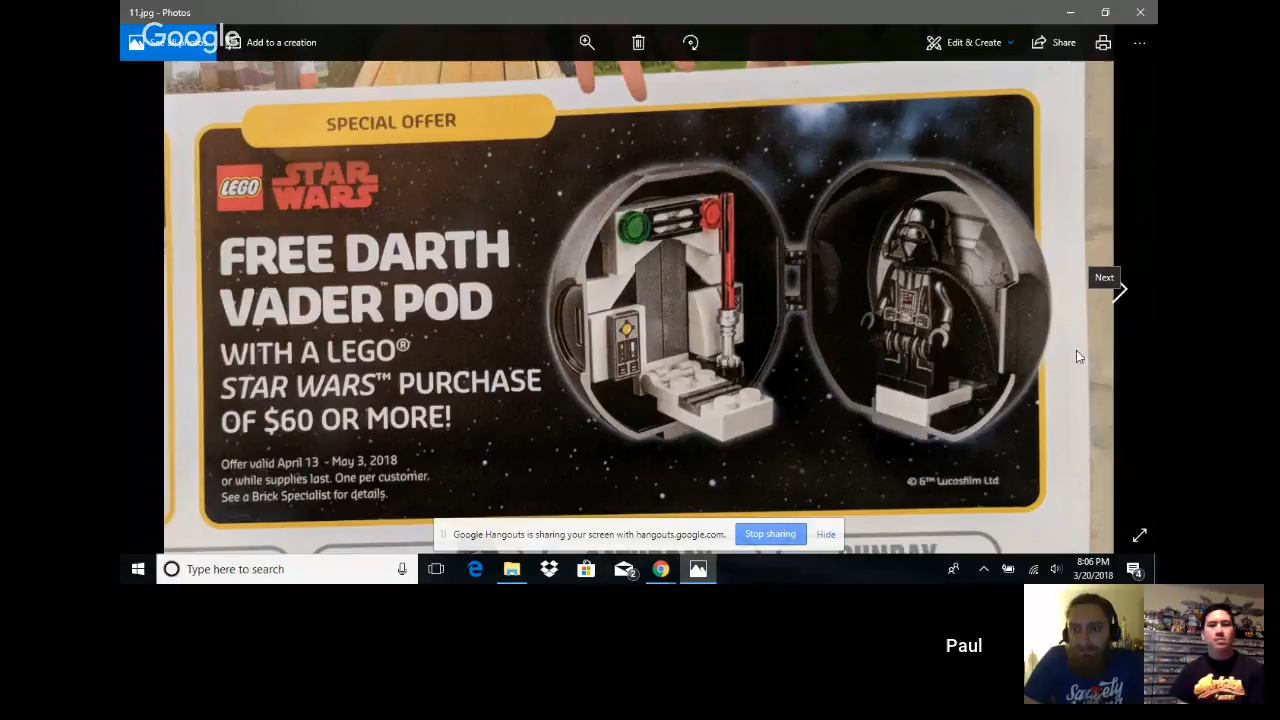 11.jpg - Photos
Google
Add to a creation
Edit & Create
Share
SPECIAL OFFER
LEGO
STAR
WARS
FREE DARTH
VADER™ POD
WITH A LEGO®
STAR WARS™ PURCHASE
OF $60 OR MORE!
Offer valid April 13 - May 3, 2018
or while supplies last. One per customer.
See a Brick Specialist for details.
© & ™ Lucasfilm Ltd
Next
Google Hangouts is sharing your screen with hangouts.google.com.
Stop sharing
Hide
Type here to search
2
8:06 PM
3/20/2018
4
Paul